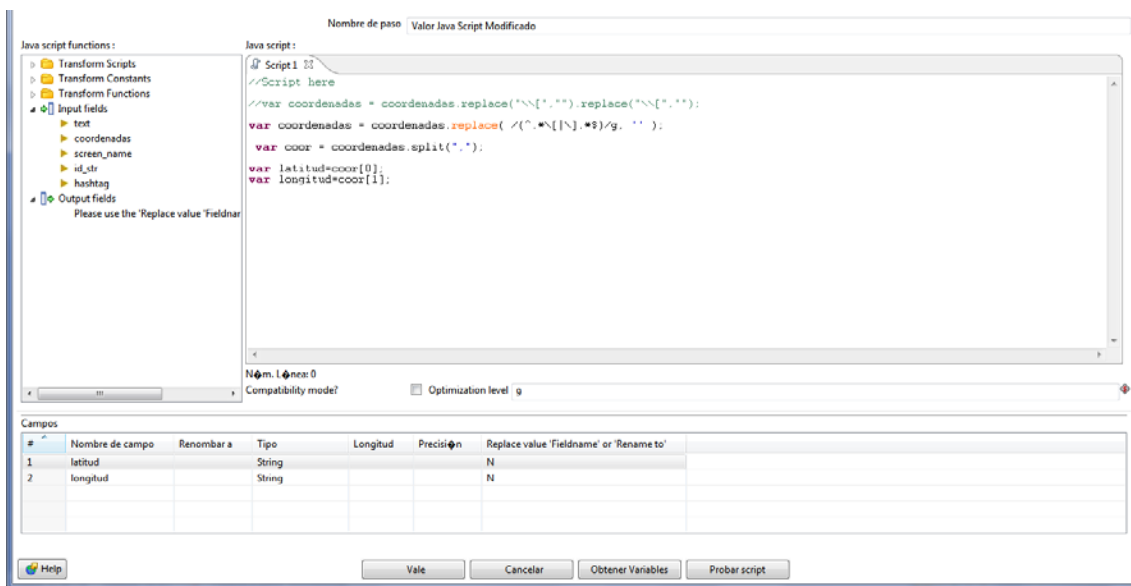 Nombre de paso Valor Java Script Modificado
Java script functions :
Java script :
Transform Scripts
Transform Constants
Transform Functions
Input fields
text
coordenadas
screen_name
id_str
hashtag
Output fields
Please use the 'Replace value 'Fieldnar
Script 1
//Script here
//var coordenadas = coordenadas.replace("\\[","").replace("\\[","");
var coordenadas = coordenadas.replace( /(^.*\[|\].*$)/g, '' );
var coor = coordenadas.split(",");
var latitud=coor[0];
var longitud=coor[1];
N�m. L�nea: 0
Compatibility mode? Optimization level 9
Campos
# Nombre de campo Renombar a Tipo Longitud Precisi�n Replace value 'Fieldname' or 'Rename to'
1 latitud String N
2 longitud String N
Help Vale Cancelar Obtener Variables Probar script